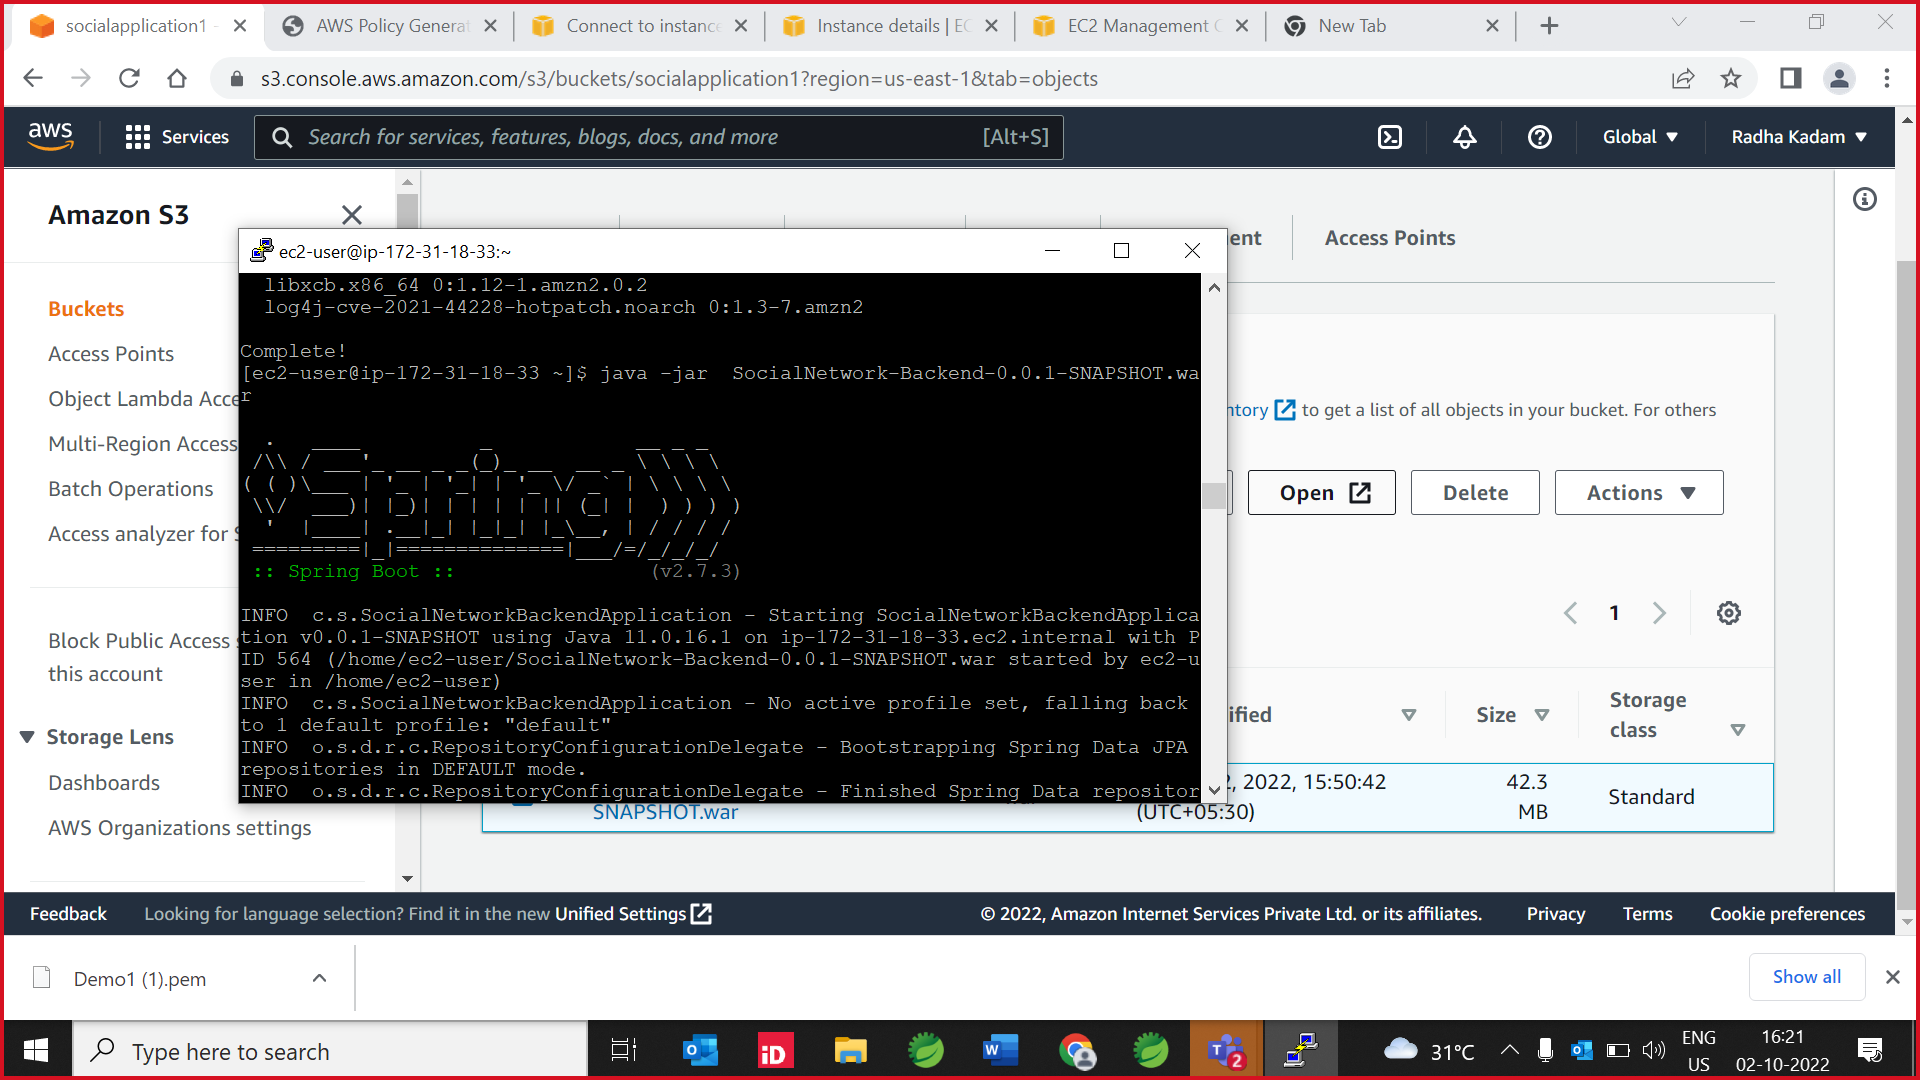 socialapplication1 -
AWS Policy Generat
Connect to instance
Instance details | EC
EC2 Management C
New Tab
s3.console.aws.amazon.com/s3/buckets/socialapplication1?region=us-east-1&tab=objects
aws
Services
Search for services, features, blogs, docs, and more
[Alt+S]
Global
Radha Kadam
Amazon S3
Buckets
Access Points
Object Lambda Acce
Multi-Region Access
Batch Operations
Access analyzer for S
Block Public Access s
this account
Storage Lens
Dashboards
AWS Organizations settings
ent
Access Points
ec2-user@ip-172-31-18-33:~
libxcb.x86_64 0:1.12-1.amzn2.0.2
log4j-cve-2021-44228-hotpatch.noarch 0:1.3-7.amzn2
Complete!
[ec2-user@ip-172-31-18-33 ~]$ java -jar  SocialNetwork-Backend-0.0.1-SNAPSHOT.wa
r
Spring
:: Spring Boot ::                (v2.7.3)
INFO  c.s.SocialNetworkBackendApplication - Starting SocialNetworkBackendApplica
tion v0.0.1-SNAPSHOT using Java 11.0.16.1 on ip-172-31-18-33.ec2.internal with P
ID 564 (/home/ec2-user/SocialNetwork-Backend-0.0.1-SNAPSHOT.war started by ec2-u
ser in /home/ec2-user)
INFO  c.s.SocialNetworkBackendApplication - No active profile set, falling back
to 1 default profile: "default"
INFO  o.s.d.r.c.RepositoryConfigurationDelegate - Bootstrapping Spring Data JPA
repositories in DEFAULT mode.
INFO  o.s.d.r.c.RepositoryConfigurationDelegate - Finished Spring Data repositor
ntory to get a list of all objects in your bucket. For others
Open
Delete
Actions
1
ified
Size
Storage
class
2, 2022, 15:50:42
(UTC+05:30)
42.3
MB
Standard
SNAPSHOT.war
Feedback
Looking for language selection? Find it in the new Unified Settings
© 2022, Amazon Internet Services Private Ltd. or its affiliates.
Privacy
Terms
Cookie preferences
Demo1 (1).pem
Show all
Type here to search
iD
2
31°C
ENG
US
16:21
02-10-2022